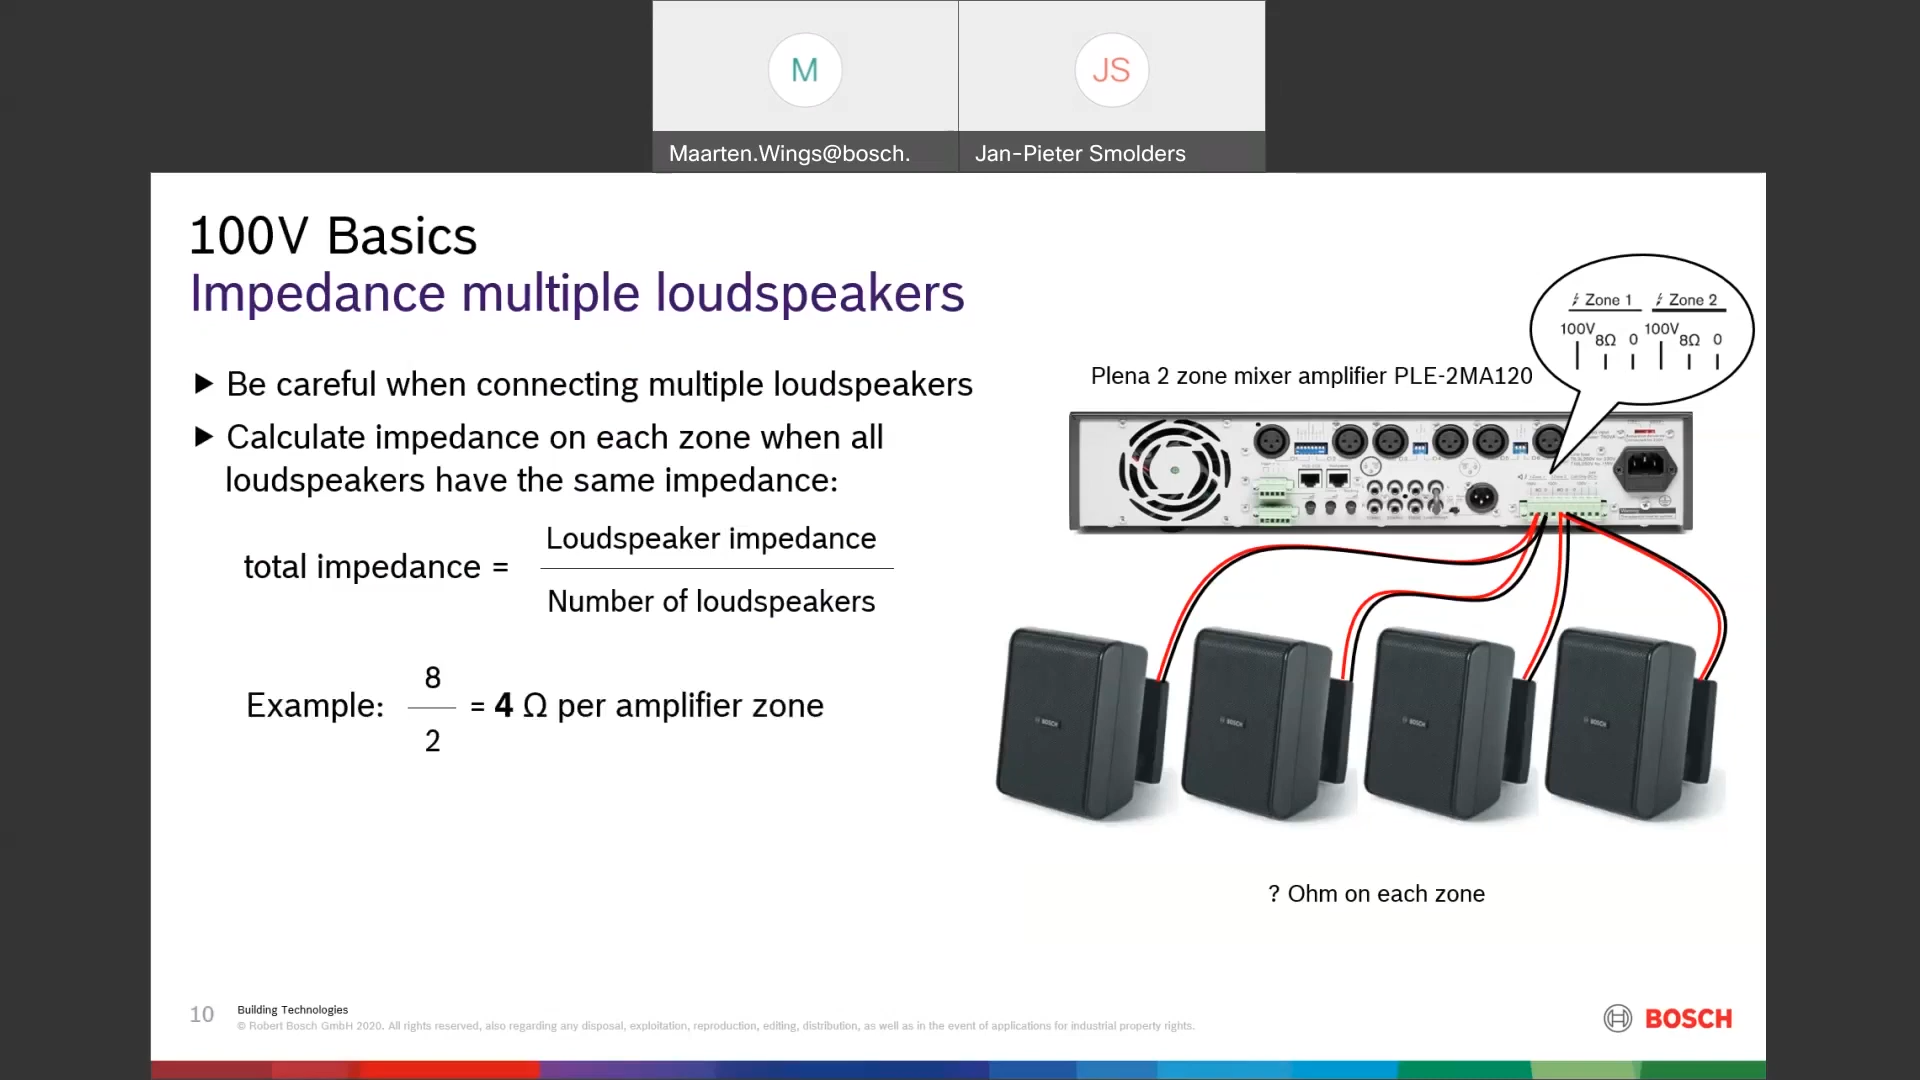 M
JS
Maarten.Wings@bosch.
Jan-Pieter Smolders
100V Basics
Impedance multiple loudspeakers
Be careful when connecting multiple loudspeakers
Calculate impedance on each zone when all
loudspeakers have the same impedance:
total impedance =
Loudspeaker impedance
Number of loudspeakers
Example:
8
2
= 4 Ω per amplifier zone
Zone 1 Zone 2
100V 8Ω 0 100V 8Ω 0
Plena 2 zone mixer amplifier PLE-2MA120
BOSCH
BOSCH
BOSCH
BOSCH
? Ohm on each zone
10
Building Technologies
© Robert Bosch GmbH 2020. All rights reserved, also regarding any disposal, exploitation, reproduction, editing, distribution, as well as in the event of applications for industrial property rights.
BOSCH